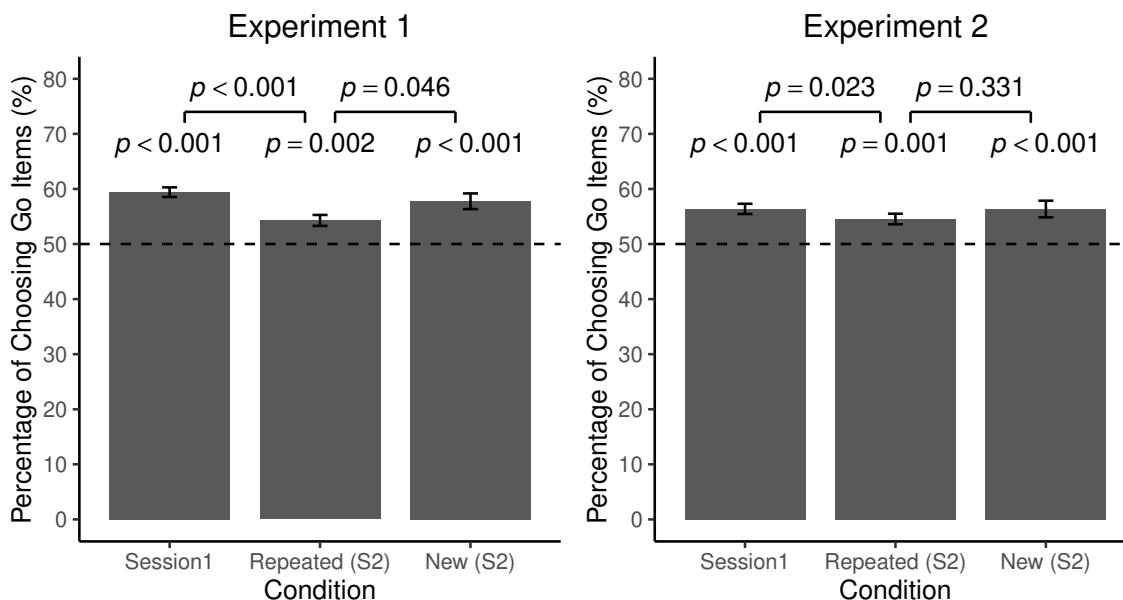 Experiment 1
Percentage of Choosing Go Items (%)
80
70
60
50
40
30
20
10
0
p < 0.001
p = 0.046
p < 0.001
p = 0.002
p < 0.001
Session1
Repeated (S2)
New (S2)
Condition
Experiment 2
Percentage of Choosing Go Items (%)
80
70
60
50
40
30
20
10
0
p = 0.023
p = 0.331
p < 0.001
p = 0.001
p < 0.001
Session1
Repeated (S2)
New (S2)
Condition